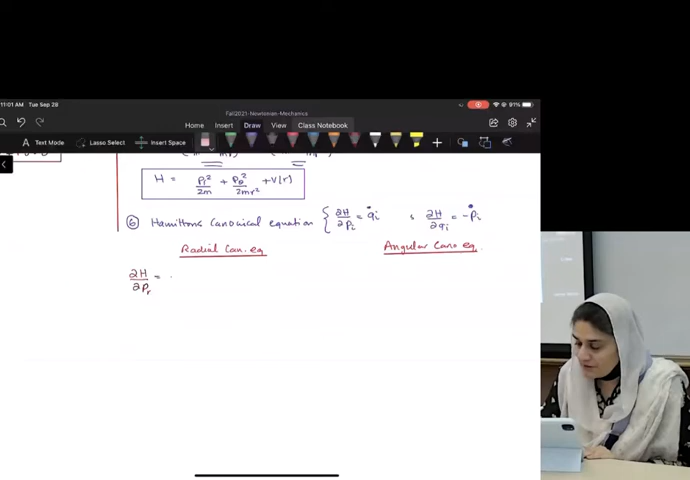 11:01 AM Tue Sep 28
91%
Fall2021-Newtonian-Mechanics
Home Insert Draw View Class Notebook
Text Mode Lasso Select Insert Space
H = Pr²/2m + Pθ²/2mr² + V(r)
⑥ Hamiltons Canonical equation { ∂H/∂pᵢ = q̇ᵢ , ∂H/∂qᵢ = -ṗᵢ
Radial Can. eq Angular Cano eq.
∂H/∂Pr =